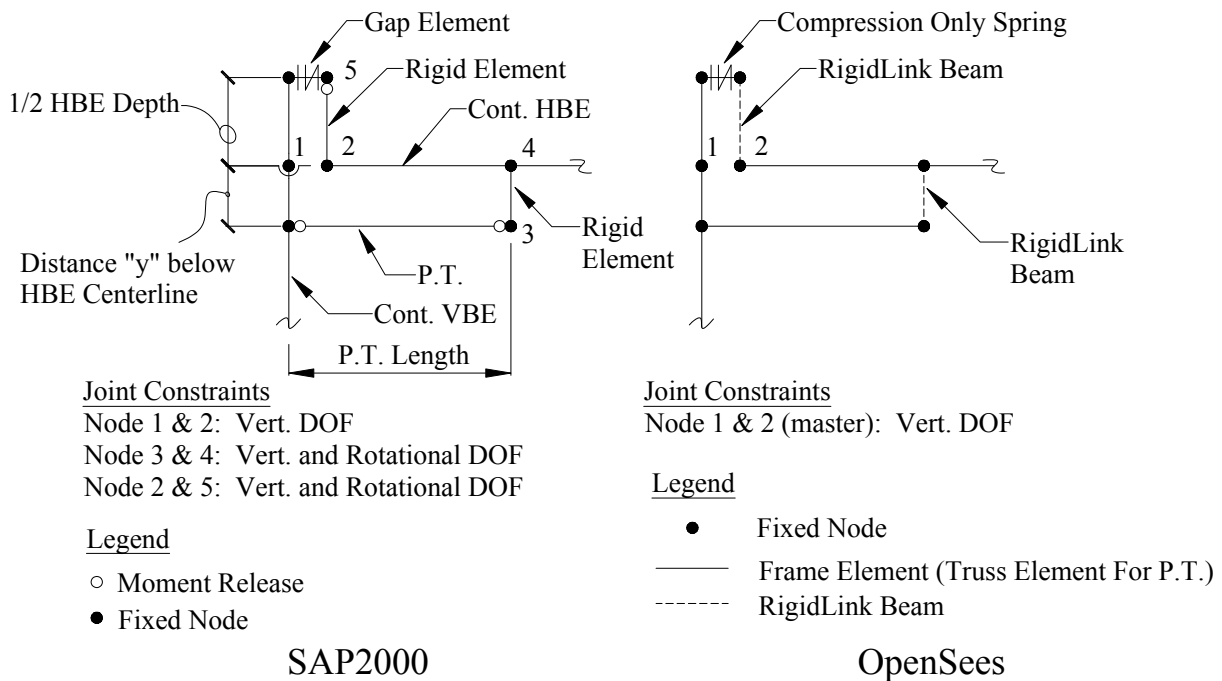 Gap Element
5
Rigid Element
1/2 HBE Depth
Cont. HBE
1
2
4
3
Rigid
Element
Distance "y" below
HBE Centerline
P.T.
Cont. VBE
P.T. Length
Joint Constraints
Node 1 & 2: Vert. DOF
Node 3 & 4: Vert. and Rotational DOF
Node 2 & 5: Vert. and Rotational DOF
Legend
Moment Release
Fixed Node
SAP2000
Compression Only Spring
RigidLink Beam
1
2
RigidLink
Beam
Joint Constraints
Node 1 & 2 (master): Vert. DOF
Legend
Fixed Node
Frame Element (Truss Element For P.T.)
RigidLink Beam
OpenSees